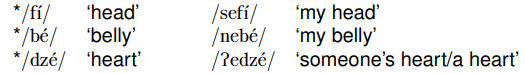 */fí/ ‘head’ /sefí/ ‘my head’
*/bé/ ‘belly’ /nebé/ ‘my belly’
*/dzé/ ‘heart’ /ʔedzé/ ‘someone's heart/a heart’